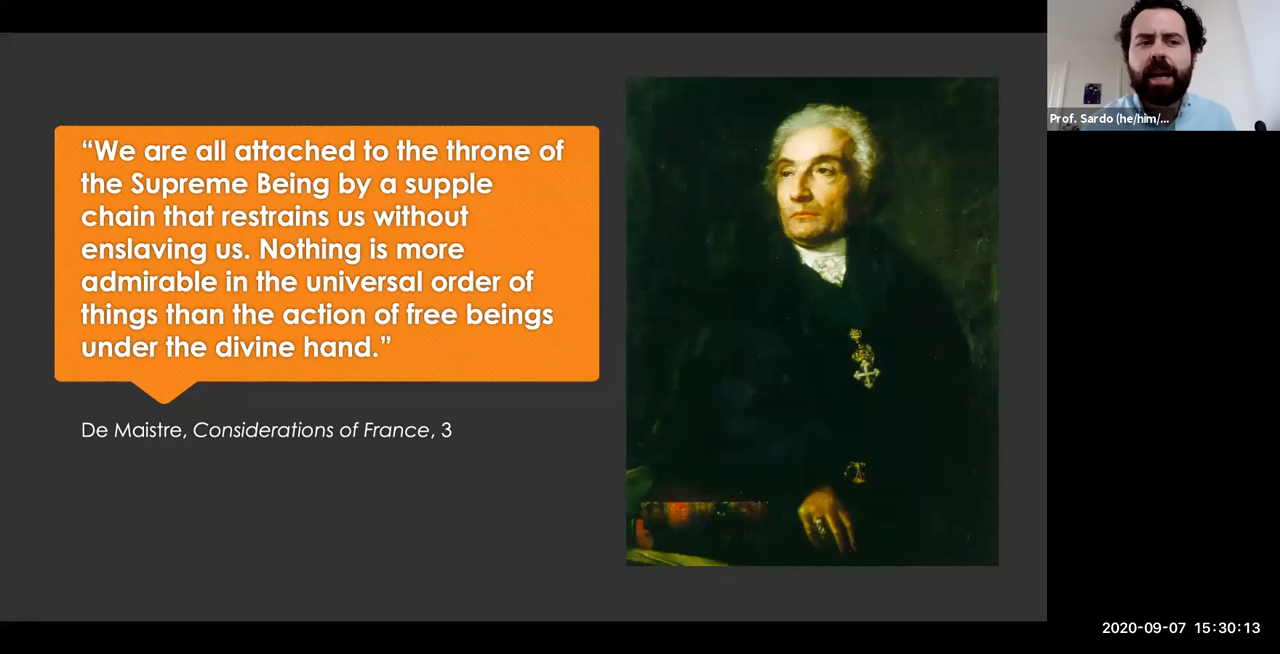 “We are all attached to the throne of
the Supreme Being by a supple
chain that restrains us without
enslaving us. Nothing is more
admirable in the universal order of
things than the action of free beings
under the divine hand.”
De Maistre, Considerations of France, 3
Prof. Sardo (he/him/...
2020-09-07 15:30:13